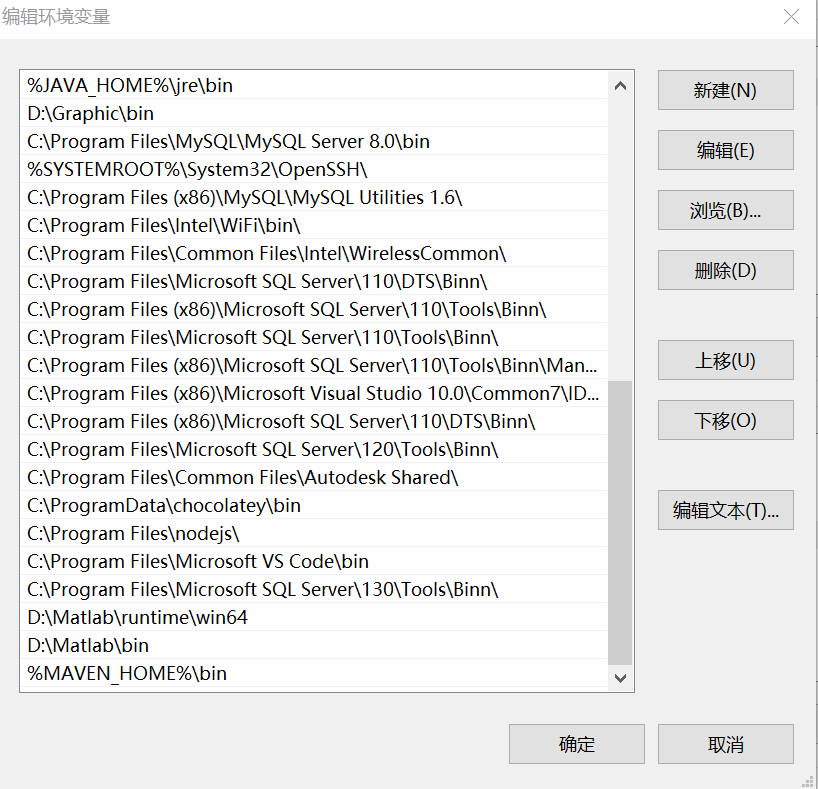 编辑环境变量
%JAVA_HOME%\jre\bin
D:\Graphic\bin
C:\Program Files\MySQL\MySQL Server 8.0\bin
%SYSTEMROOT%\System32\OpenSSH\
C:\Program Files (x86)\MySQL\MySQL Utilities 1.6\
C:\Program Files\Intel\WiFi\bin\
C:\Program Files\Common Files\Intel\WirelessCommon\
C:\Program Files\Microsoft SQL Server\110\DTS\Binn\
C:\Program Files (x86)\Microsoft SQL Server\110\Tools\Binn\
C:\Program Files\Microsoft SQL Server\110\Tools\Binn\
C:\Program Files (x86)\Microsoft SQL Server\110\Tools\Binn\Man...
C:\Program Files (x86)\Microsoft Visual Studio 10.0\Common7\ID...
C:\Program Files (x86)\Microsoft SQL Server\110\DTS\Binn\
C:\Program Files\Microsoft SQL Server\120\Tools\Binn\
C:\Program Files\Common Files\Autodesk Shared\
C:\ProgramData\chocolatey\bin
C:\Program Files\nodejs\
C:\Program Files\Microsoft VS Code\bin
C:\Program Files\Microsoft SQL Server\130\Tools\Binn\
D:\Matlab\runtime\win64
D:\Matlab\bin
%MAVEN_HOME%\bin
新建(N)
编辑(E)
浏览(B)...
删除(D)
上移(U)
下移(O)
编辑文本(T)...
确定
取消